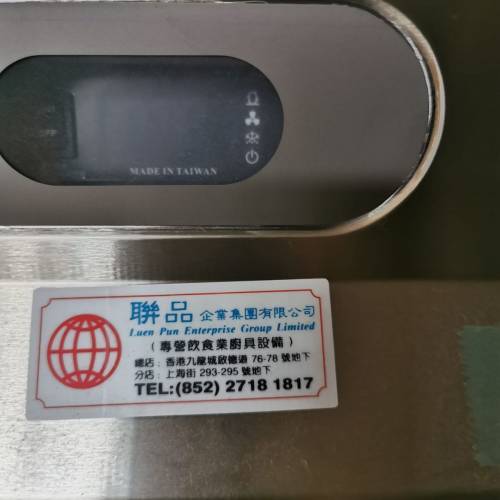 MADE IN TAIWAN
聯品 企業集團有限公司
Luen Pun Enterprise Group Limited
(專營飲食業廚具設備)
總店:香港九龍城啟德道 76-78 號地下
分店:上海街 293-295 號地下
TEL:(852) 2718 1817